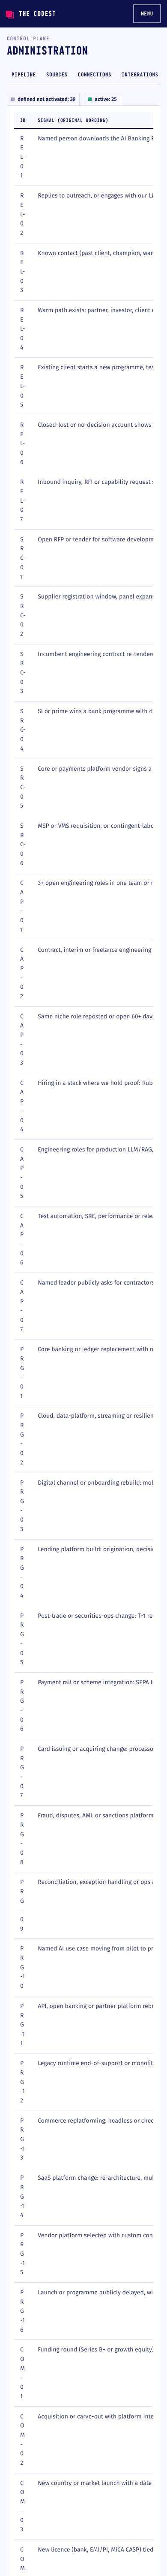 THE CODEST
MENU
CONTROL PLANE
ADMINISTRATION
PIPELINE SOURCES CONNECTIONS INTEGRATIONS
defined not activated: 39 active: 25
ID SIGNAL (ORIGINAL WORDING)
REL-01 Named person downloads the AI Banking
REL-02 Replies to outreach, or engages with our Li
REL-03 Known contact (past client, champion, war
REL-04 Warm path exists: partner, investor, client
REL-05 Existing client starts a new programme, tea
REL-06 Closed-lost or no-decision account shows
REL-07 Inbound inquiry, RFI or capability request
SRC-01 Open RFP or tender for software developm
SRC-02 Supplier registration window, panel expan
SRC-03 Incumbent engineering contract re-tender
SRC-04 SI or prime wins a bank programme with d
SRC-05 Core or payments platform vendor signs a
SRC-06 MSP or VMS requisition, or contingent-labo
CAP-01 3+ open engineering roles in one team or
CAP-02 Contract, interim or freelance engineering
CAP-03 Same niche role reposted or open 60+ day
CAP-04 Hiring in a stack where we hold proof: Rub
CAP-05 Engineering roles for production LLM/RAG,
CAP-06 Test automation, SRE, performance or rele
CAP-07 Named leader publicly asks for contractor
PRG-01 Core banking or ledger replacement with
PRG-02 Cloud, data-platform, streaming or resilien
PRG-03 Digital channel or onboarding rebuild: mo
PRG-04 Lending platform build: origination, decisi
PRG-05 Post-trade or securities-ops change: T+1 re
PRG-06 Payment rail or scheme integration: SEPA I
PRG-07 Card issuing or acquiring change: processo
PRG-08 Fraud, disputes, AML or sanctions platform
PRG-09 Reconciliation, exception handling or ops
PRG-10 Named AI use case moving from pilot to pr
PRG-11 API, open banking or partner platform reb
PRG-12 Legacy runtime end-of-support or monolit
PRG-13 Commerce replatforming: headless or chec
PRG-14 SaaS platform change: re-architecture, mul
PRG-15 Vendor platform selected with custom con
PRG-16 Launch or programme publicly delayed, wi
COM-01 Funding round (Series B+ or growth equity
COM-02 Acquisition or carve-out with platform inte
COM-03 New country or market launch with a date
COM New licence (bank, EMI/PI, MiCA CASP) tied